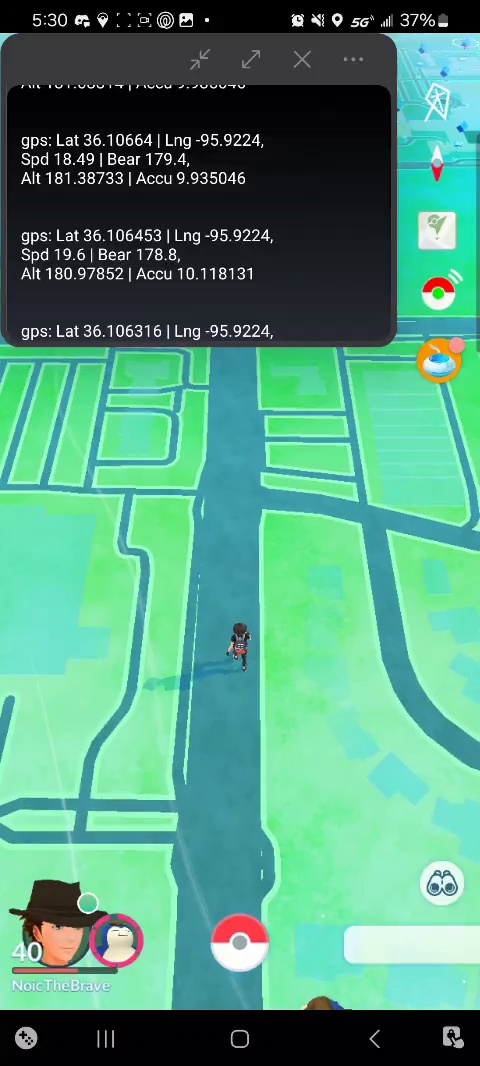 5:30
5G
37%
gps: Lat 36.10664 | Lng -95.9224,
Spd 18.49 | Bear 179.4,
Alt 181.38733 | Accu 9.935046
gps: Lat 36.106453 | Lng -95.9224,
Spd 19.6 | Bear 178.8,
Alt 180.97852 | Accu 10.118131
gps: Lat 36.106316 | Lng -95.9224,
40
NoicTheBrave